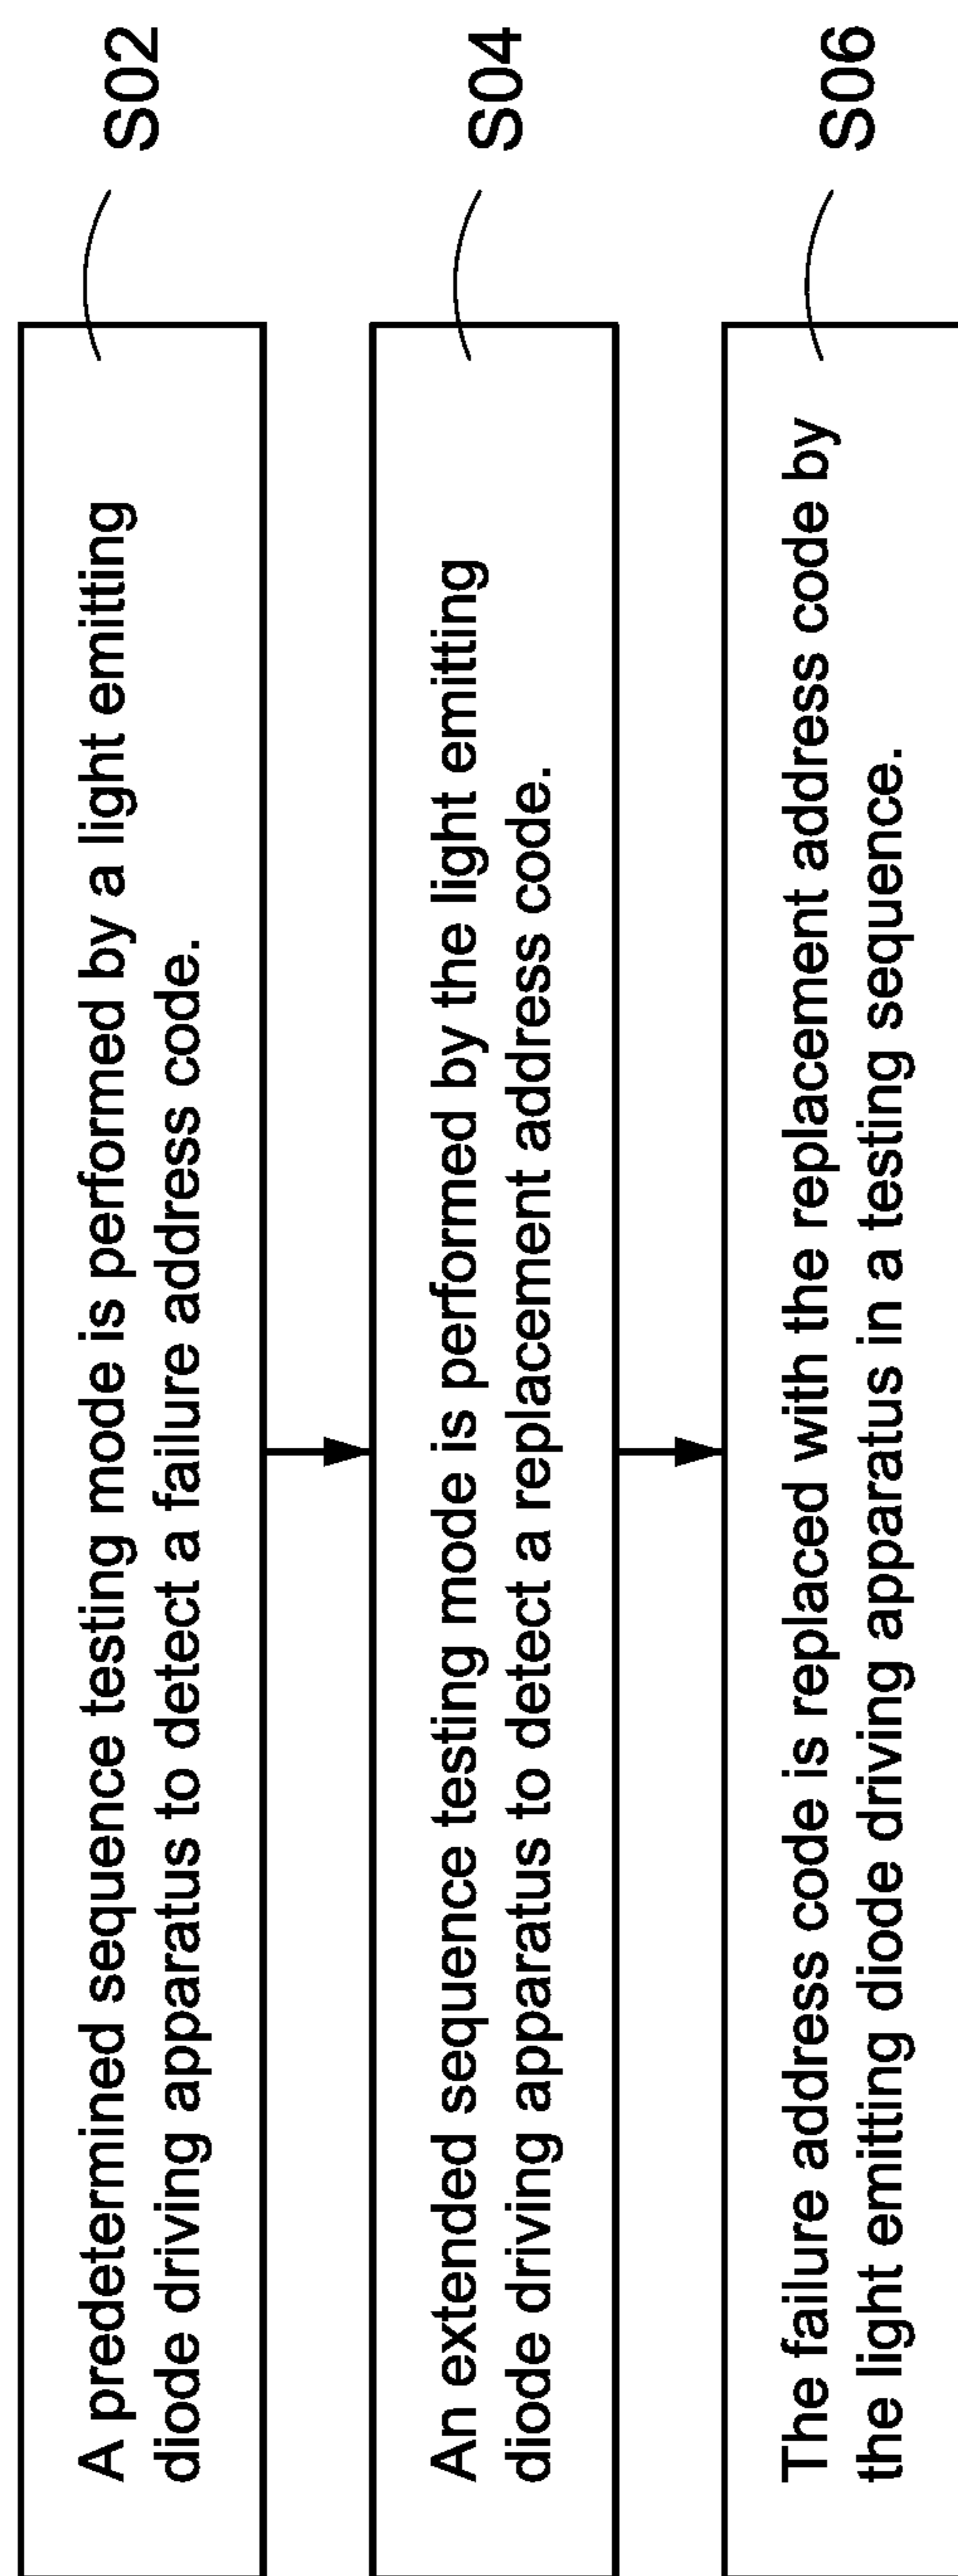 A predetermined sequence testing mode is performed by a light emitting
diode driving apparatus to detect a failure address code.
S02
An extended sequence testing mode is performed by the light emitting
diode driving apparatus to detect a replacement address code.
S04
The failure address code is replaced with the replacement address code by
the light emitting diode driving apparatus in a testing sequence.
S06